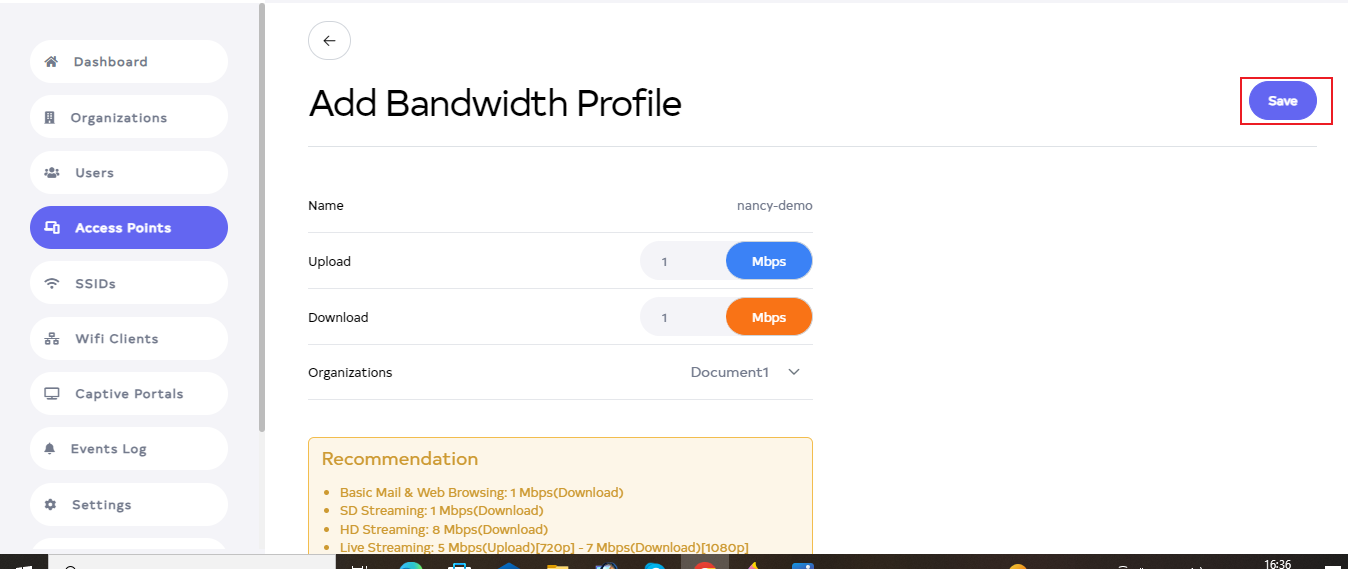 Dashboard
Organizations
Users
Access Points
SSIDs
Wifi Clients
Captive Portals
Events Log
Settings
Add Bandwidth Profile
Save
Name nancy-demo
Upload 1 Mbps
Download 1 Mbps
Organizations Document1
Recommendation
• Basic Mail & Web Browsing: 1 Mbps(Download)
• SD Streaming: 1 Mbps(Download)
• HD Streaming: 8 Mbps(Download)
• Live Streaming: 5 Mbps(Upload)[720p] - 7 Mbps(Download)[1080p]
16:36